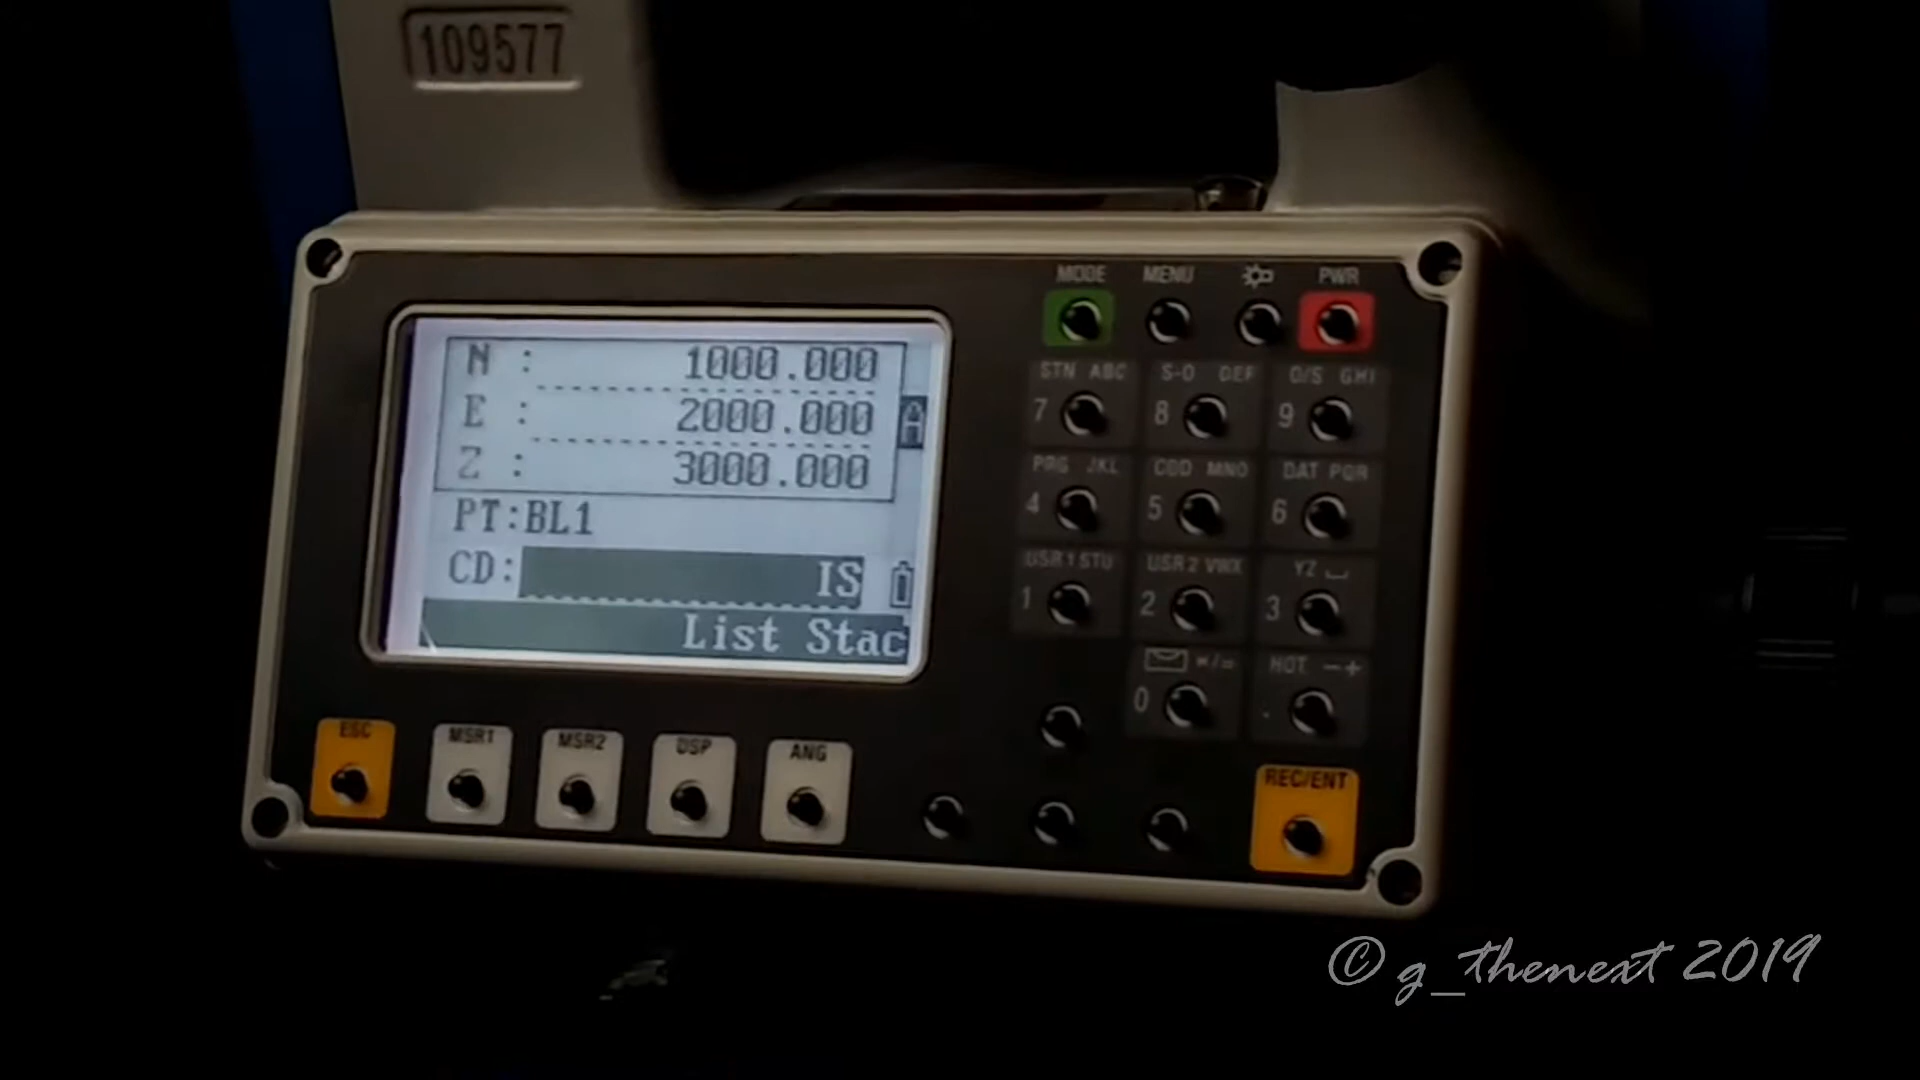 109577
MODE MENU PWR
N : 1000.000
E : 2000.000
Z : 3000.000
A
PT:BL1
CD: IS
List Stac
STN ABC S-O DEF O/S GHI
7 8 9
PRG JKL COD MNO DAT PQR
4 5 6
USR1 STU USR2 VWX YZ
1 2 3
*/= HOT -+
0 .
ESC MSR1 MSR2 DSP ANG REC/ENT
© g_thenext 2019